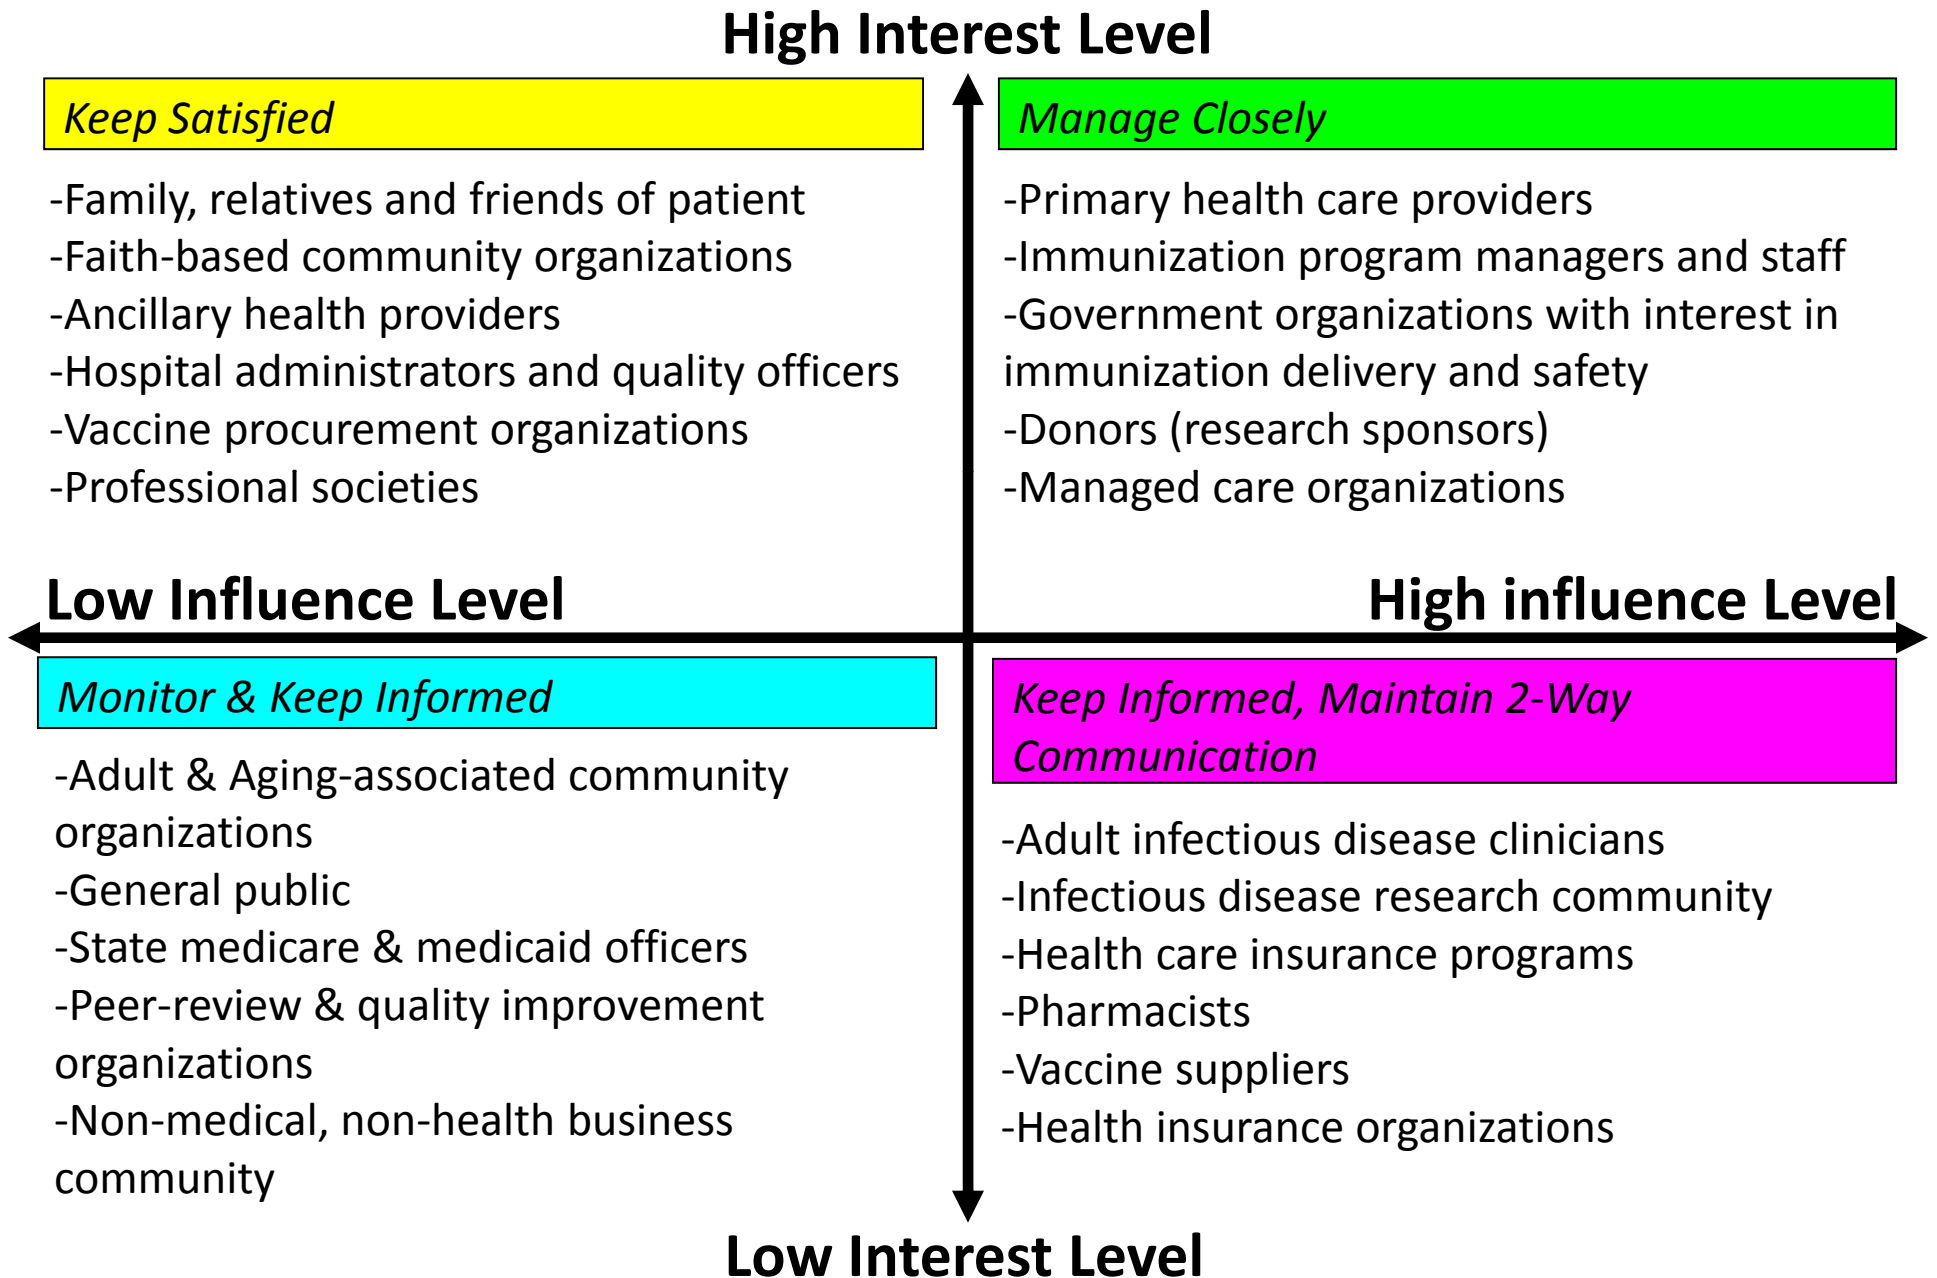 High Interest Level
Keep Satisfied
-Family, relatives and friends of patient
-Faith-based community organizations
-Ancillary health providers
-Hospital administrators and quality officers
-Vaccine procurement organizations
-Professional societies
Manage Closely
-Primary health care providers
-Immunization program managers and staff
-Government organizations with interest in
immunization delivery and safety
-Donors (research sponsors)
-Managed care organizations
Low Influence Level
High influence Level
Monitor & Keep Informed
-Adult & Aging-associated community
organizations
-General public
-State medicare & medicaid officers
-Peer-review & quality improvement
organizations
-Non-medical, non-health business
community
Keep Informed, Maintain 2-Way
Communication
-Adult infectious disease clinicians
-Infectious disease research community
-Health care insurance programs
-Pharmacists
-Vaccine suppliers
-Health insurance organizations
Low Interest Level